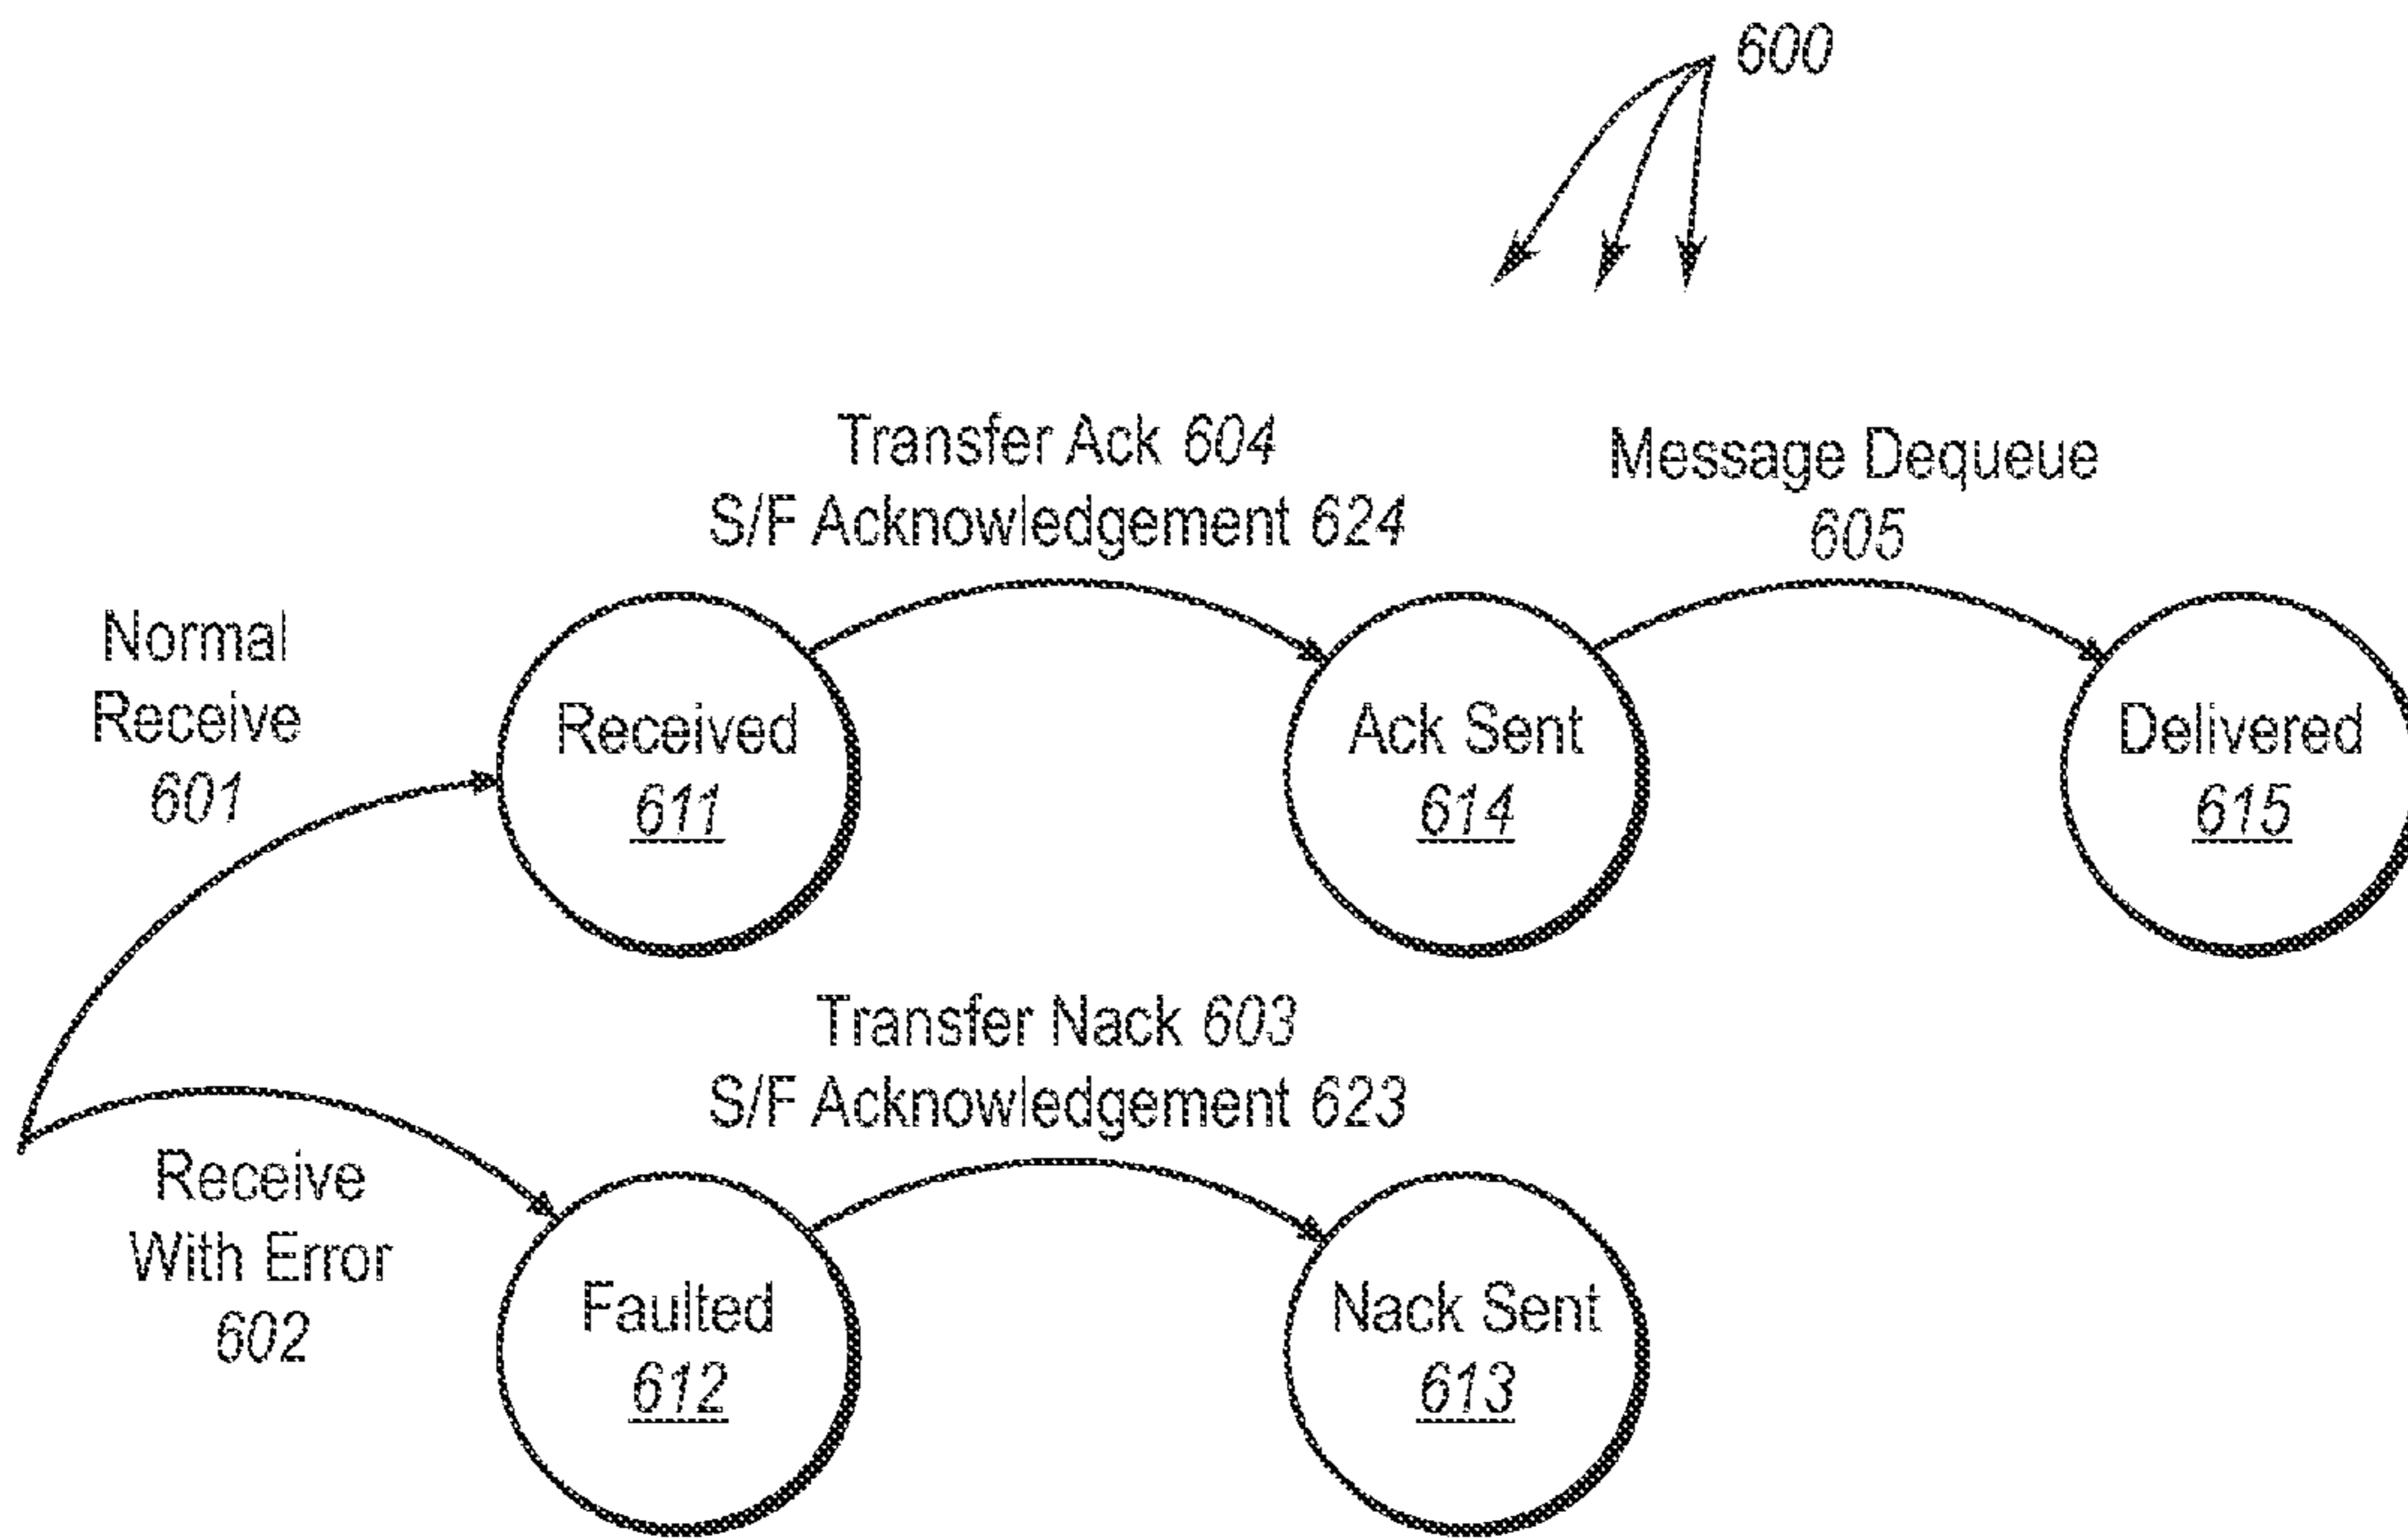 600
Transfer Ack 604
S/F Acknowledgement 624
Message Dequeue
605
Normal
Receive
601
Received
611
Ack Sent
614
Delivered
615
Transfer Nack 603
S/F Acknowledgement 623
Receive
With Error
602
Faulted
612
Nack Sent
613